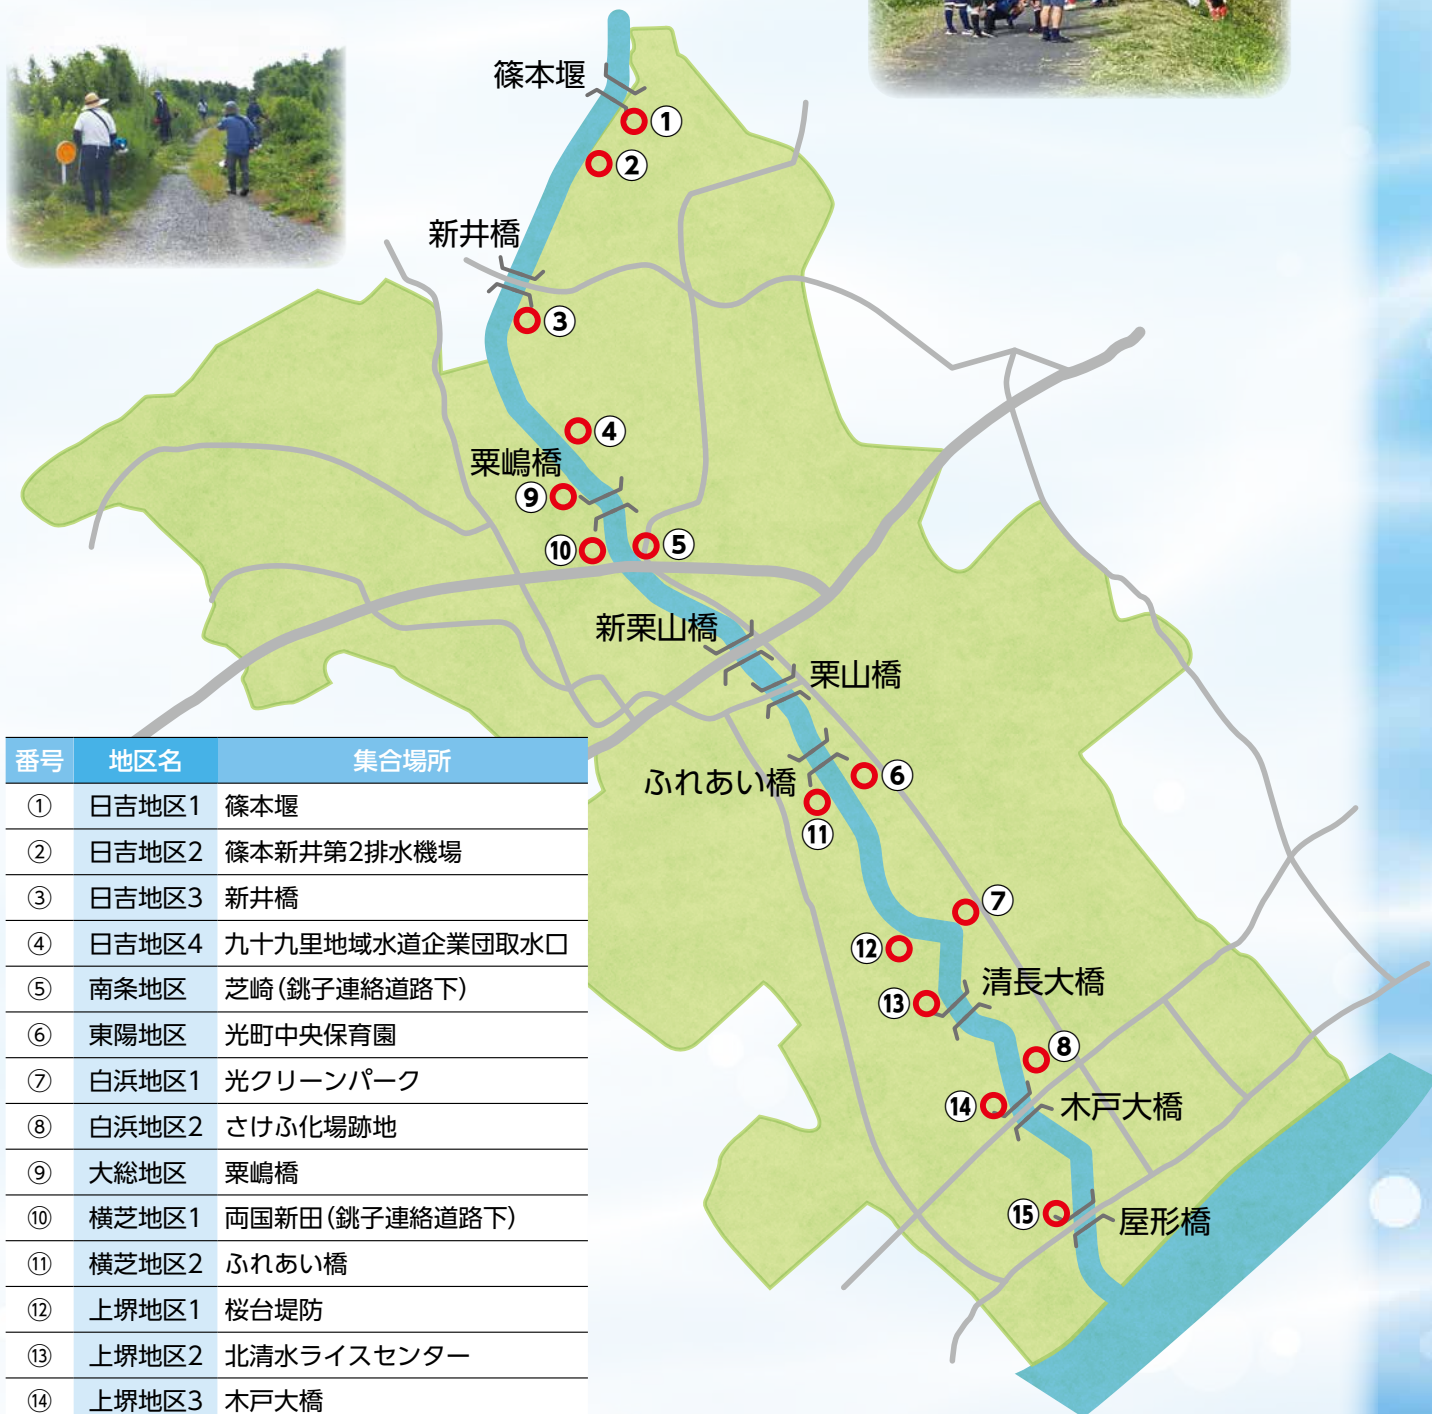 篠本堰
①
②
新井橋
③
④
粟嶋橋
⑨
⑩
⑤
新栗山橋
栗山橋
ふれあい橋
⑥
⑪
⑦
⑫
清長大橋
⑬
⑧
⑭
木戸大橋
⑮
屋形橋
番号 地区名 集合場所
① 日吉地区1 篠本堰
② 日吉地区2 篠本新井第2排水機場
③ 日吉地区3 新井橋
④ 日吉地区4 九十九里地域水道企業団取水口
⑤ 南条地区 芝崎(銚子連絡道路下)
⑥ 東陽地区 光町中央保育園
⑦ 白浜地区1 光クリーンパーク
⑧ 白浜地区2 さけふ化場跡地
⑨ 大総地区 粟嶋橋
⑩ 横芝地区1 両国新田(銚子連絡道路下)
⑪ 横芝地区2 ふれあい橋
⑫ 上堺地区1 桜台堤防
⑬ 上堺地区2 北清水ライスセンター
⑭ 上堺地区3 木戸大橋